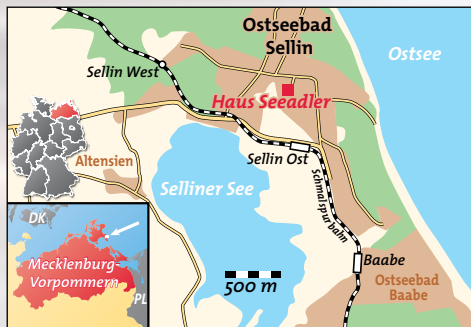 Ostseebad
Sellin
Ostsee
Sellin West
Haus Seeadler
Altensien
Sellin Ost
Selliner See
Schmalspurbahn
DK
Mecklenburg-
Vorpommern
PL
500 m
Baabe
Ostseebad
Baabe